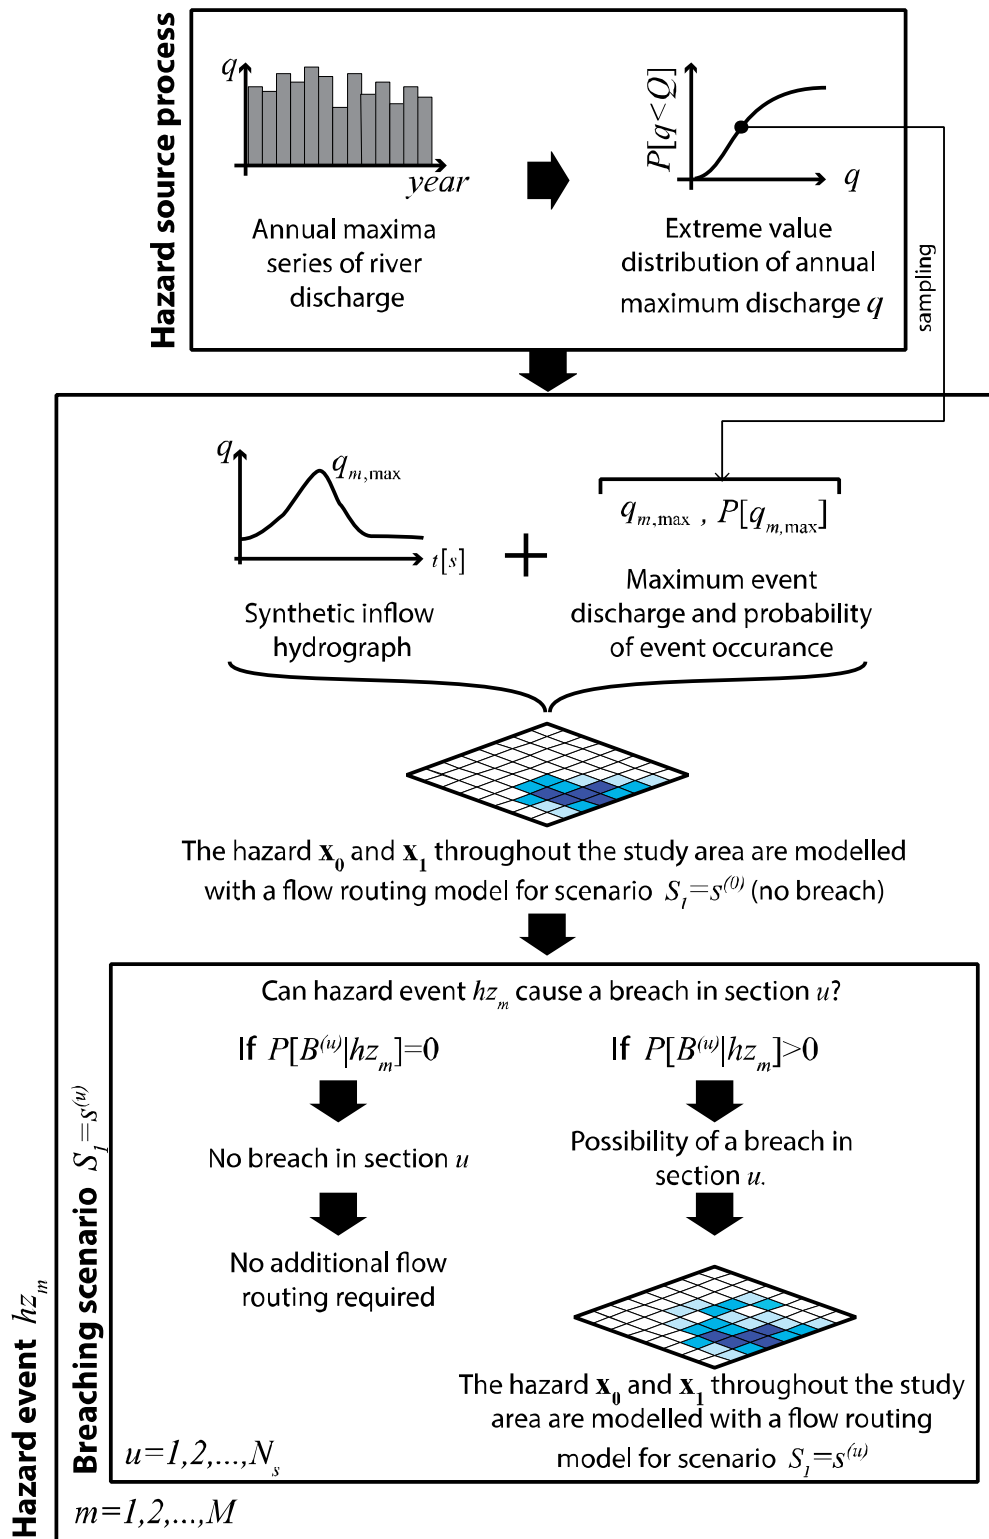 Hazard source process
q
year
Annual maxima
series of river
discharge
P[q<Q]
q
Extreme value
distribution of annual
maximum discharge q
sampling
Hazard event hz_m
q
q_{m,max}
t[s]
Synthetic inflow
hydrograph
+
q_{m,max} , P[q_{m,max}]
Maximum event
discharge and probability
of event occurance
The hazard x_0 and x_1 throughout the study area are modelled
with a flow routing model for scenario S_1=s^{(0)} (no breach)
Breaching scenario S_1=s^{(u)}
Can hazard event hz_m cause a breach in section u?
If P[B^{(u)}|hz_m]=0
No breach in section u
No additional flow
routing required
If P[B^{(u)}|hz_m]>0
Possibility of a breach in
section u.
The hazard x_0 and x_1 throughout the study
area are modelled with a flow routing
model for scenario S_1=s^{(u)}
u=1,2,...,N_s
m=1,2,...,M